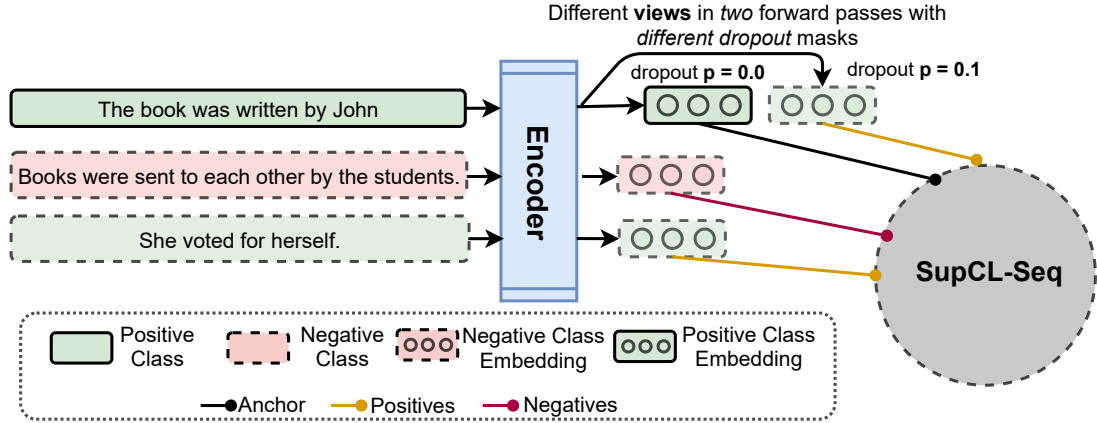 Different views in two forward passes with
different dropout masks
dropout p = 0.0
dropout p = 0.1
The book was written by John
Books were sent to each other by the students.
She voted for herself.
Encoder
SupCL-Seq
Positive
Class
Negative
Class
Negative Class
Embedding
Positive Class
Embedding
Anchor
Positives
Negatives